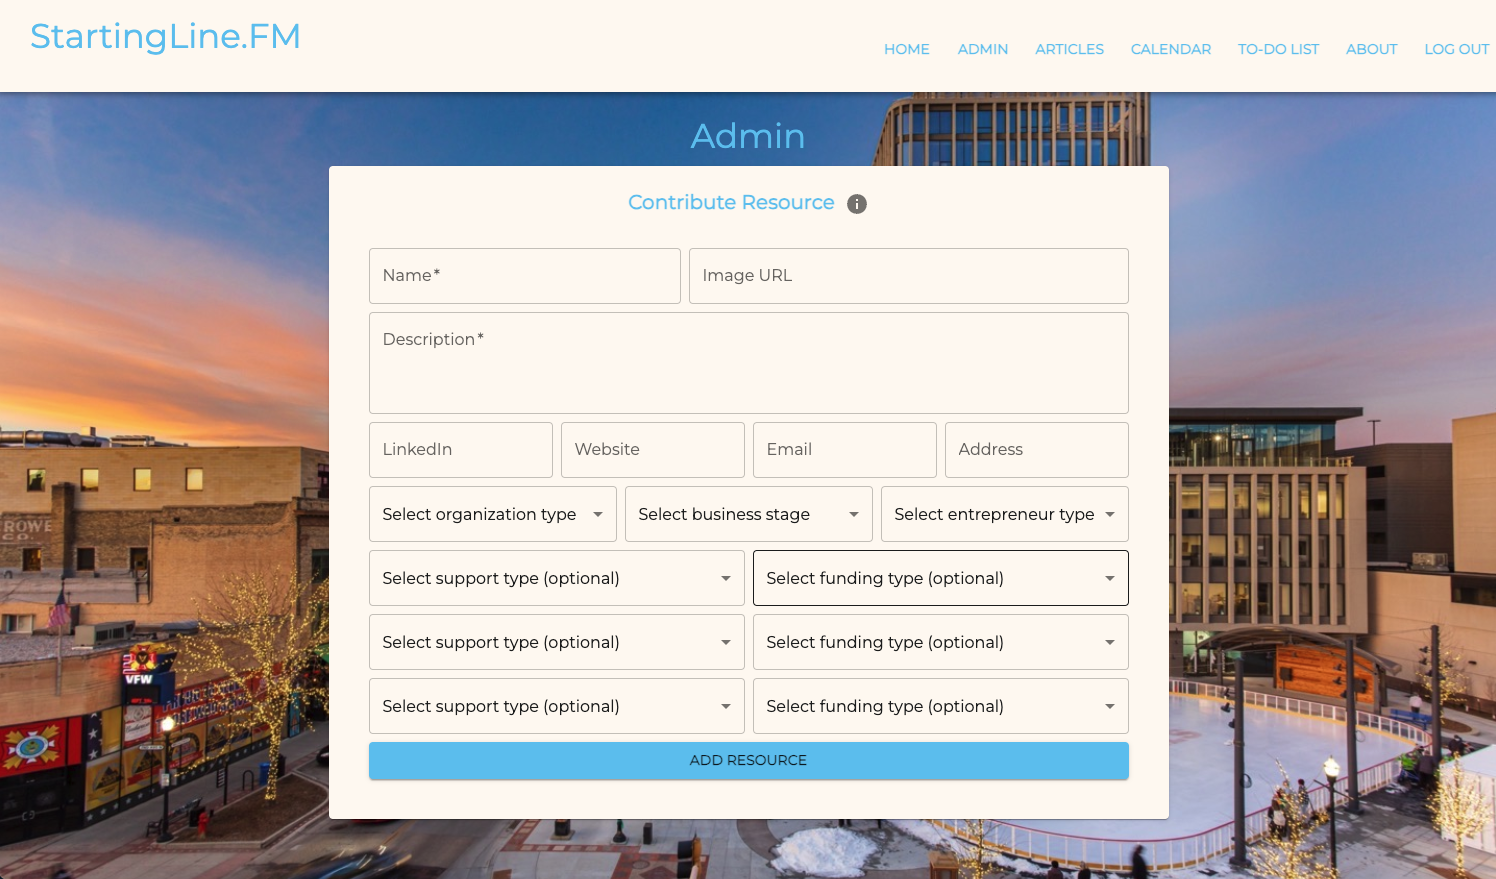 StartingLine.FM
HOME ADMIN ARTICLES CALENDAR TO-DO LIST ABOUT LOG OUT
Admin
Contribute Resource
Name *
Image URL
Description *
LinkedIn
Website
Email
Address
Select organization type
Select business stage
Select entrepreneur type
Select support type (optional)
Select funding type (optional)
Select support type (optional)
Select funding type (optional)
Select support type (optional)
Select funding type (optional)
ADD RESOURCE
CROWE
CO.
VFW